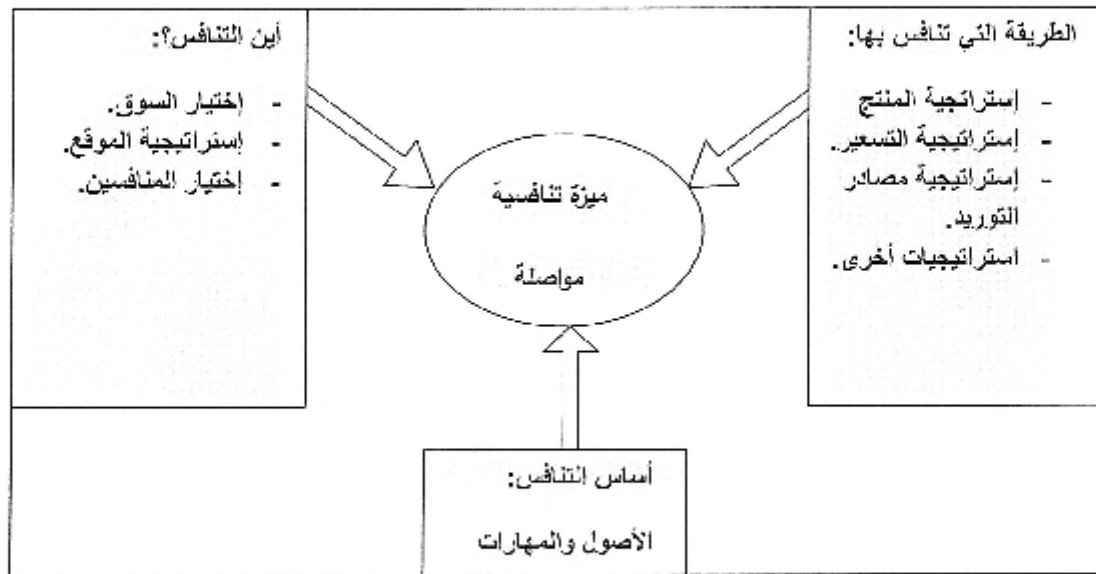 الطريقة التي تنافس بها:
- إستراتجية المنتج
- إستراتيجية التسعير.
- إستراتيجية مصادر
التوريد.
- استراتيجيات أخرى.
أين التنافس؟:
- إختيار السوق.
- إستراتيجية الموقع.
- إختيار المنافسين.
ميزة تنافسية
مواصلة
أساس التنافس:
الأصول والمهارات